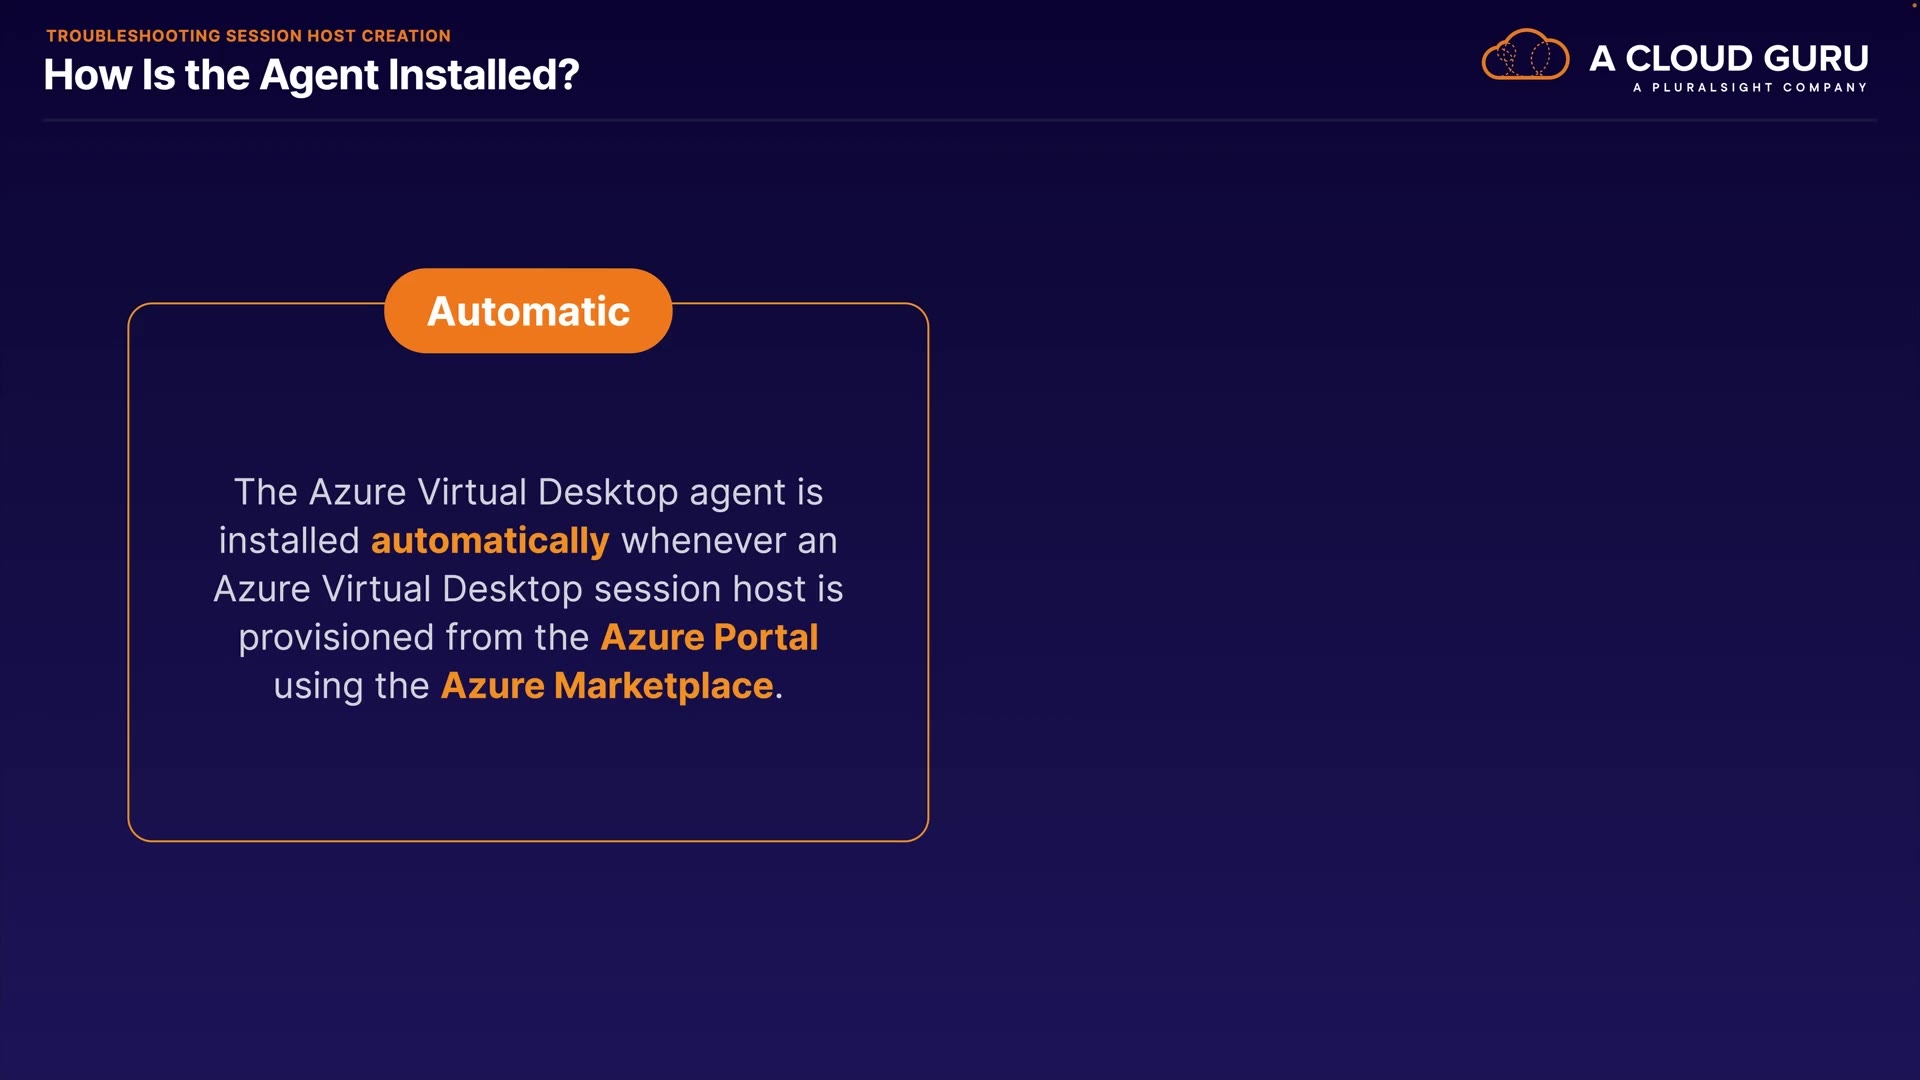 TROUBLESHOOTING SESSION HOST CREATION
How Is the Agent Installed?
A CLOUD GURU
A PLURALSIGHT COMPANY
Automatic
The Azure Virtual Desktop agent is
installed automatically whenever an
Azure Virtual Desktop session host is
provisioned from the Azure Portal
using the Azure Marketplace.